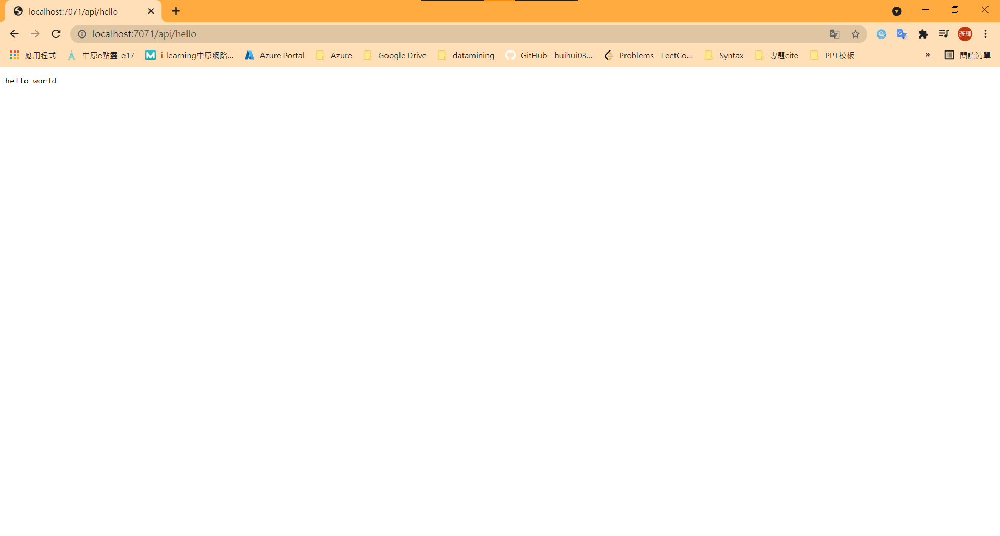 localhost:7071/api/hello
localhost:7071/api/hello
彥輝
應用程式 中原e點靈_e17 i-learning中原網路... Azure Portal Azure Google Drive datamining GitHub - huihui03... Problems - LeetCo... Syntax 專題cite PPT模板 » 閱讀清單
hello world